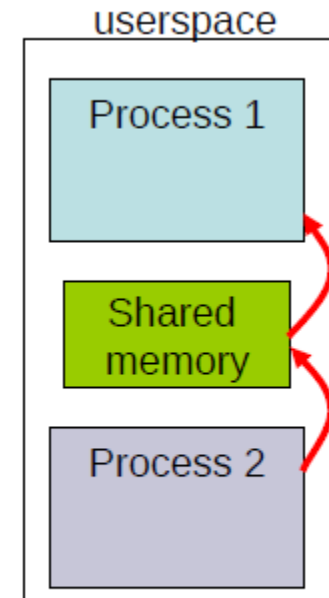 userspace
Process 1
Shared
memory
Process 2